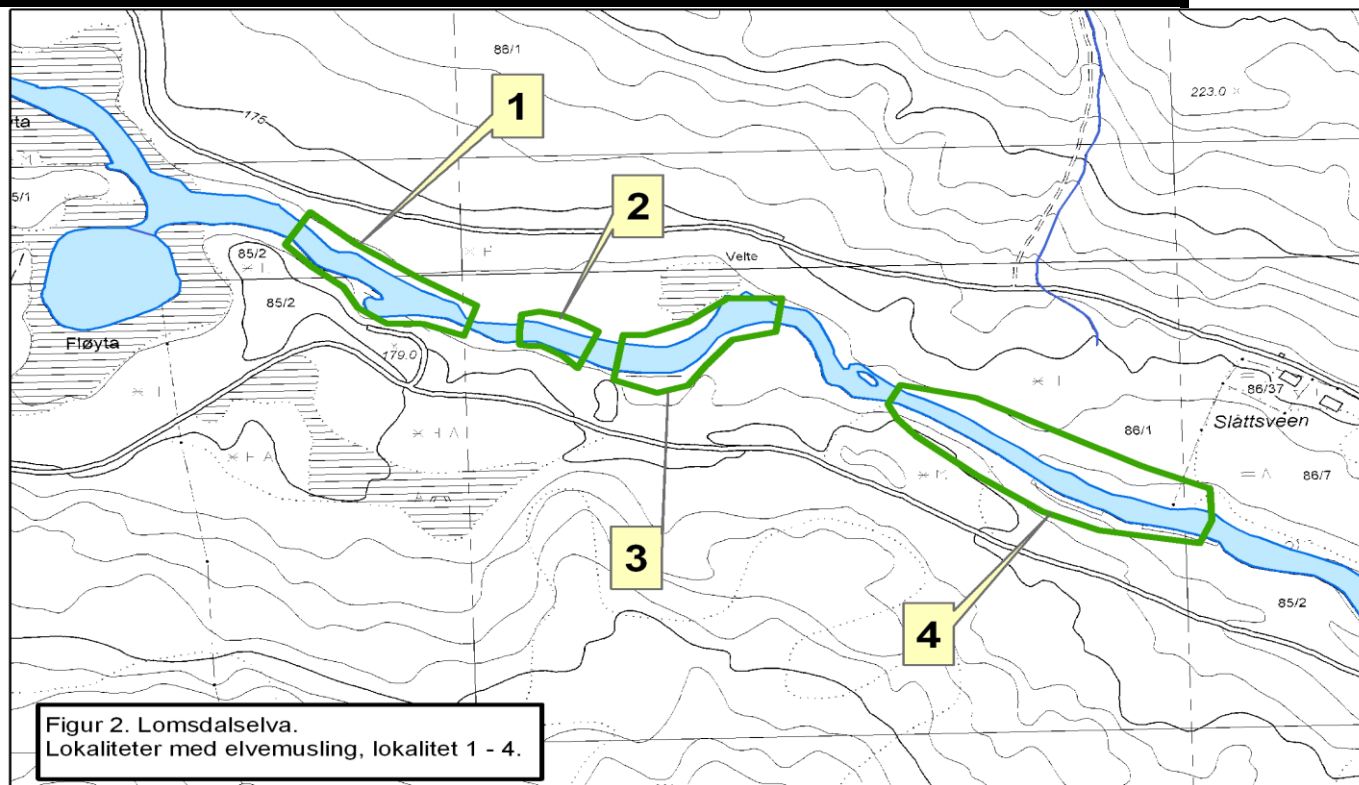 86/1
1
223.0
175
yta
M
5/1
2
85/2
Velte
85/2
Fløyta
179.0
86/37
Slåttsveen
86/1
86/7
3
4
85/2
Figur 2. Lomsdalselva.
Lokaliteter med elvemusling, lokalitet 1 - 4.